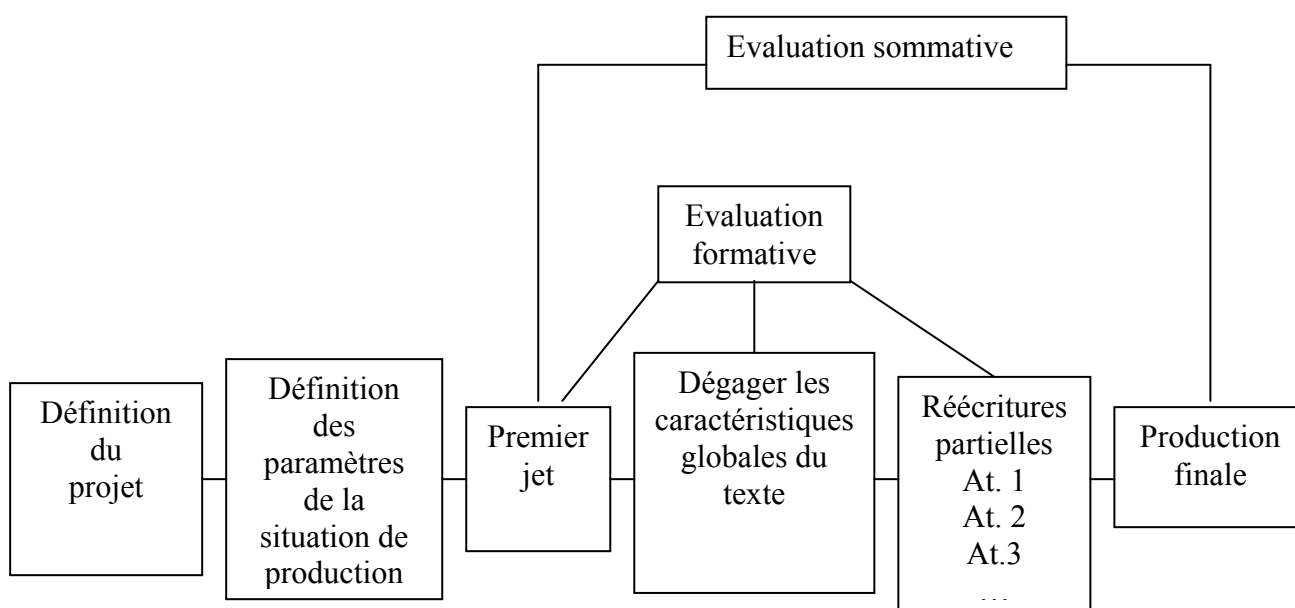 Evaluation sommative
Evaluation
formative
Définition
du
projet
Définition
des
paramètres
de la
situation de
production
Premier
jet
Dégager les
caractéristiques
globales du
texte
Réécritures
partielles
At. 1
At. 2
At.3
…
Production
finale